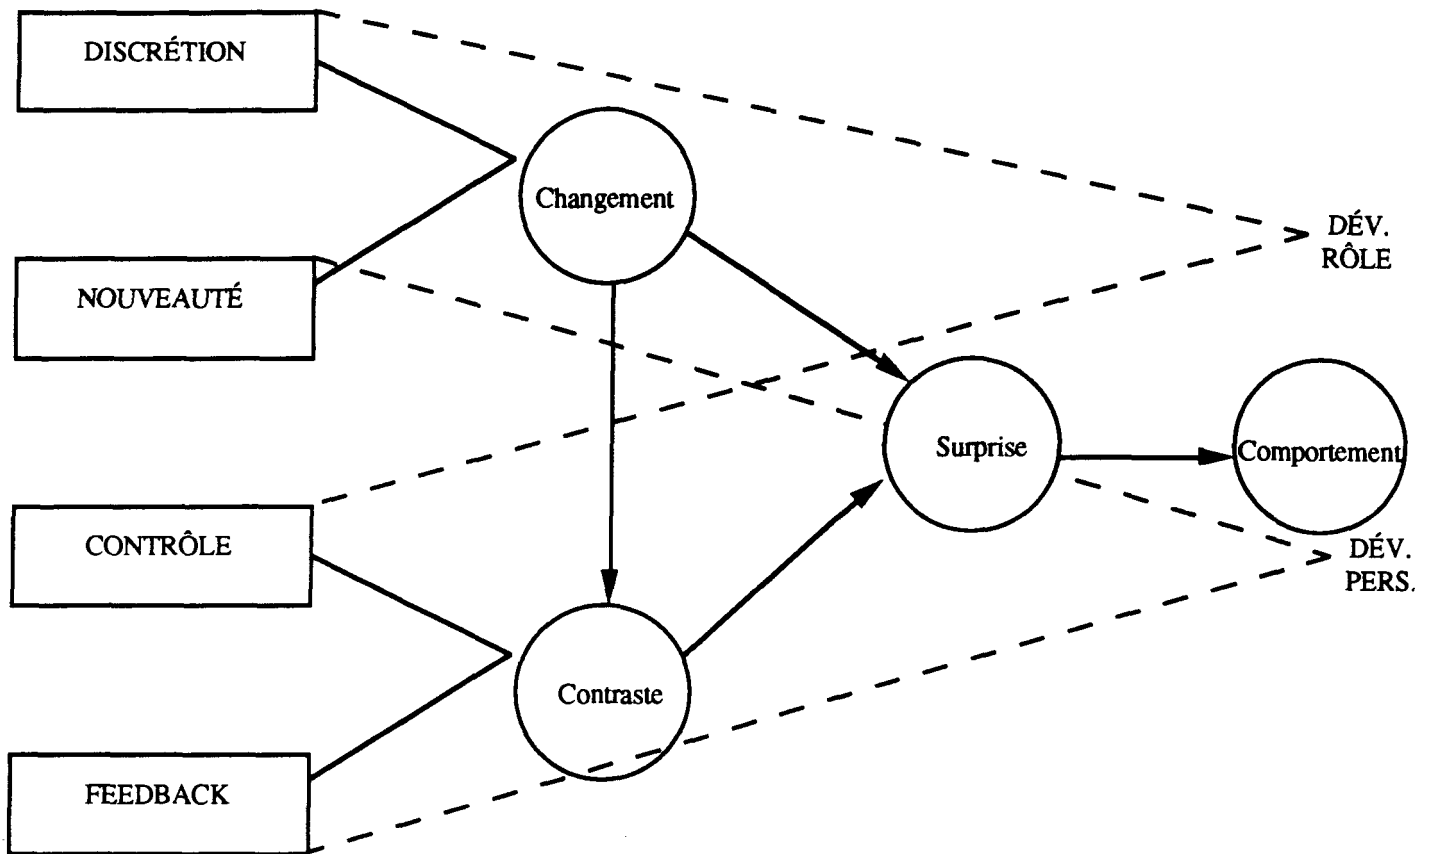 DISCRÉTION
Changement
NOUVEAUTÉ
DÉV.
RÔLE
Surprise
Comportement
CONTRÔLE
DÉV.
PERS.
Contraste
FEEDBACK